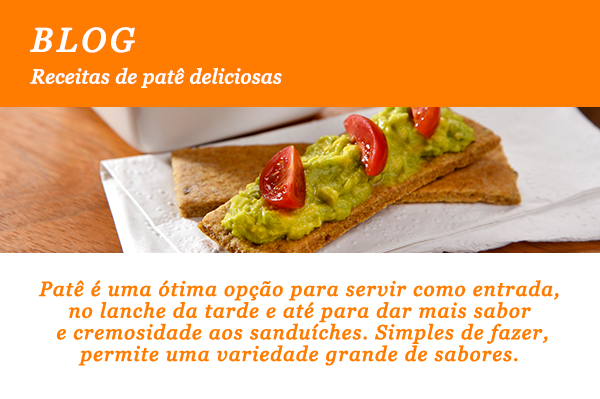 BLOG
Receitas de patê deliciosas
Patê é uma ótima opção para servir como entrada,
no lanche da tarde e até para dar mais sabor
e cremosidade aos sanduíches. Simples de fazer,
permite uma variedade grande de sabores.